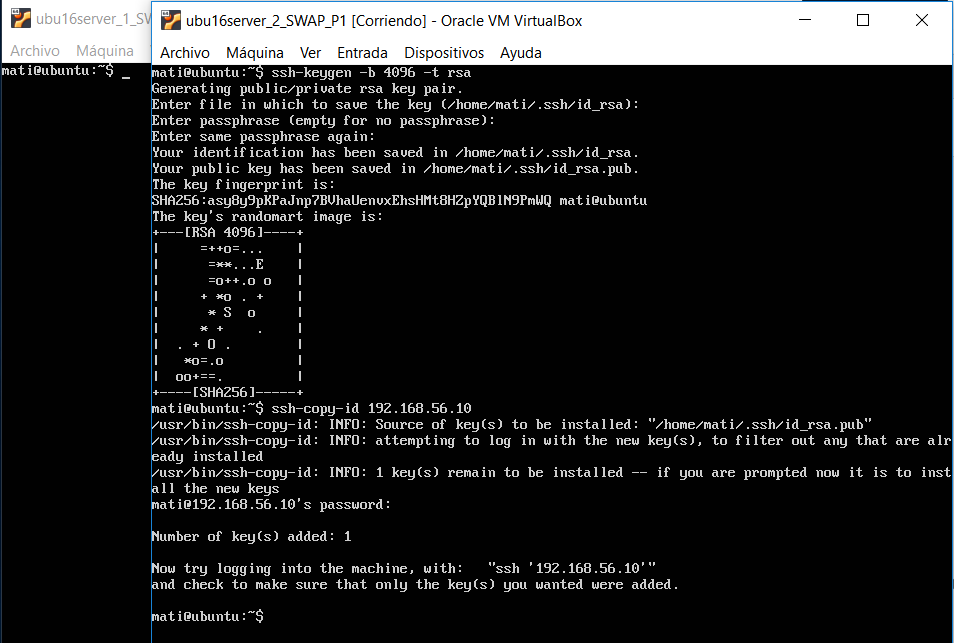 ubu16server_1_SW
Archivo Máquina
mati@ubuntu:~$ _
ubu16server_2_SWAP_P1 [Corriendo] - Oracle VM VirtualBox
Archivo Máquina Ver Entrada Dispositivos Ayuda
mati@ubuntu:~$ ssh-keygen -b 4096 -t rsa
Generating public/private rsa key pair.
Enter file in which to save the key (/home/mati/.ssh/id_rsa):
Enter passphrase (empty for no passphrase):
Enter same passphrase again:
Your identification has been saved in /home/mati/.ssh/id_rsa.
Your public key has been saved in /home/mati/.ssh/id_rsa.pub.
The key fingerprint is:
SHA256:asy8y9pKPaJnp7BVhaUenvxEhsHMt8HZpYQBlN9PmWQ mati@ubuntu
The key's randomart image is:
+---[RSA 4096]----+
|     =++o=...    |
|      =**...E    |
|      =o++.o o   |
|     + *o . +    |
|      * S  o     |
|     * +    .    |
|  . + O .        |
|   *o=.o         |
|  oo+==.         |
+----[SHA256]-----+
mati@ubuntu:~$ ssh-copy-id 192.168.56.10
/usr/bin/ssh-copy-id: INFO: Source of key(s) to be installed: "/home/mati/.ssh/id_rsa.pub"
/usr/bin/ssh-copy-id: INFO: attempting to log in with the new key(s), to filter out any that are alr
eady installed
/usr/bin/ssh-copy-id: INFO: 1 key(s) remain to be installed -- if you are prompted now it is to inst
all the new keys
mati@192.168.56.10's password:
Number of key(s) added: 1
Now try logging into the machine, with:   "ssh '192.168.56.10'"
and check to make sure that only the key(s) you wanted were added.
mati@ubuntu:~$